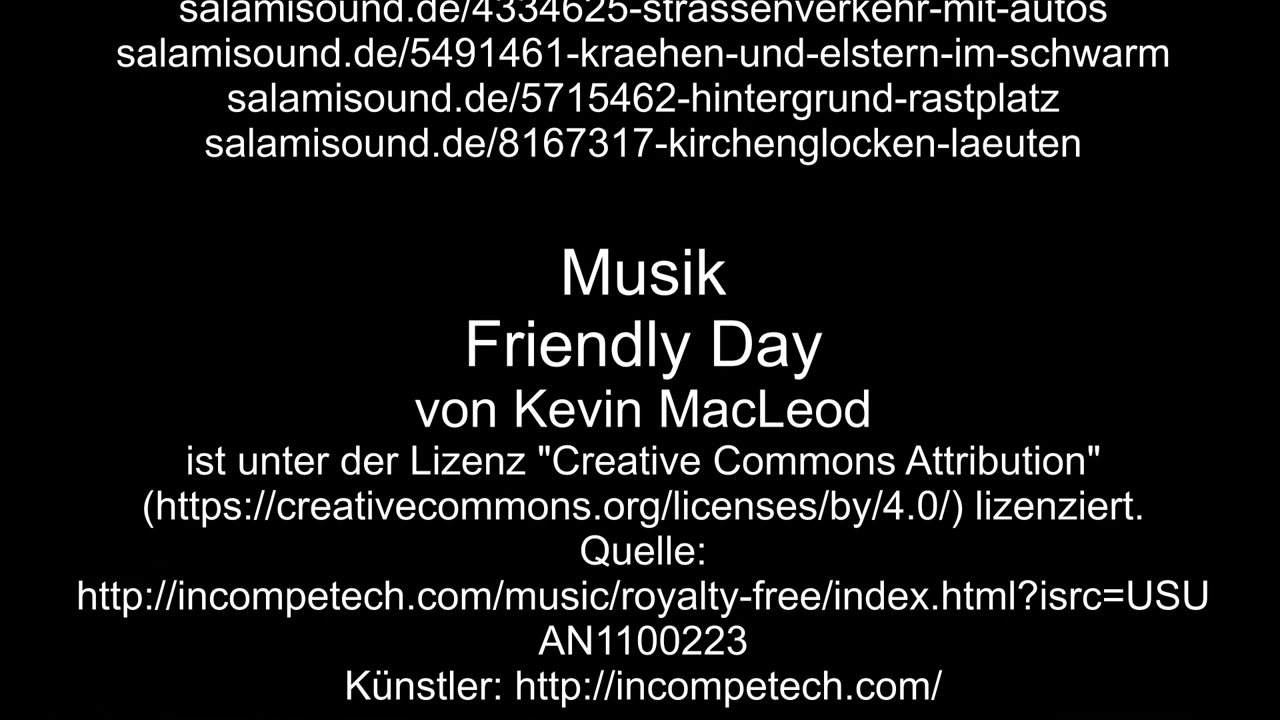 salamisound.de/4334625-strassenverkehr-mit-autos
salamisound.de/5491461-kraehen-und-elstern-im-schwarm
salamisound.de/5715462-hintergrund-rastplatz
salamisound.de/8167317-kirchenglocken-laeuten
Musik
Friendly Day
von Kevin MacLeod
ist unter der Lizenz "Creative Commons Attribution"
(https://creativecommons.org/licenses/by/4.0/) lizenziert.
Quelle:
http://incompetech.com/music/royalty-free/index.html?isrc=USU
AN1100223
Künstler: http://incompetech.com/